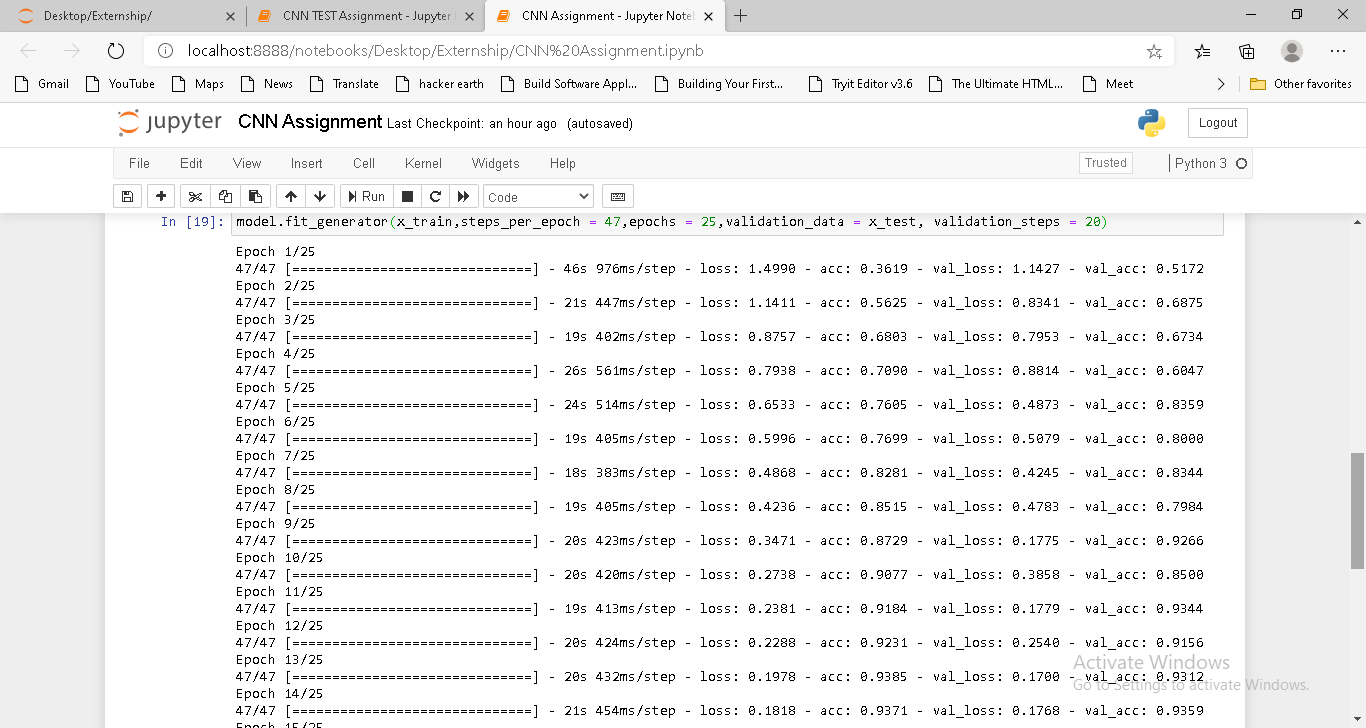 Desktop/Externship/
CNN TEST Assignment - Jupyter
CNN Assignment - Jupyter Note
localhost:8888/notebooks/Desktop/Externship/CNN%20Assignment.ipynb
Gmail YouTube Maps News Translate hacker earth Build Software Appl... Building Your First... Tryit Editor v3.6 The Ultimate HTML... Meet Other favorites
jupyter CNN Assignment Last Checkpoint: an hour ago (autosaved) Logout
File Edit View Insert Cell Kernel Widgets Help Trusted Python 3
Run Code
In [19]: model.fit_generator(x_train,steps_per_epoch = 47,epochs = 25,validation_data = x_test, validation_steps = 20)
Epoch 1/25
47/47 [==============================] - 46s 976ms/step - loss: 1.4990 - acc: 0.3619 - val_loss: 1.1427 - val_acc: 0.5172
Epoch 2/25
47/47 [==============================] - 21s 447ms/step - loss: 1.1411 - acc: 0.5625 - val_loss: 0.8341 - val_acc: 0.6875
Epoch 3/25
47/47 [==============================] - 19s 402ms/step - loss: 0.8757 - acc: 0.6803 - val_loss: 0.7953 - val_acc: 0.6734
Epoch 4/25
47/47 [==============================] - 26s 561ms/step - loss: 0.7938 - acc: 0.7090 - val_loss: 0.8814 - val_acc: 0.6047
Epoch 5/25
47/47 [==============================] - 24s 514ms/step - loss: 0.6533 - acc: 0.7605 - val_loss: 0.4873 - val_acc: 0.8359
Epoch 6/25
47/47 [==============================] - 19s 405ms/step - loss: 0.5996 - acc: 0.7699 - val_loss: 0.5079 - val_acc: 0.8000
Epoch 7/25
47/47 [==============================] - 18s 383ms/step - loss: 0.4868 - acc: 0.8281 - val_loss: 0.4245 - val_acc: 0.8344
Epoch 8/25
47/47 [==============================] - 19s 405ms/step - loss: 0.4236 - acc: 0.8515 - val_loss: 0.4783 - val_acc: 0.7984
Epoch 9/25
47/47 [==============================] - 20s 423ms/step - loss: 0.3471 - acc: 0.8729 - val_loss: 0.1775 - val_acc: 0.9266
Epoch 10/25
47/47 [==============================] - 20s 420ms/step - loss: 0.2738 - acc: 0.9077 - val_loss: 0.3858 - val_acc: 0.8500
Epoch 11/25
47/47 [==============================] - 19s 413ms/step - loss: 0.2381 - acc: 0.9184 - val_loss: 0.1779 - val_acc: 0.9344
Epoch 12/25
47/47 [==============================] - 20s 424ms/step - loss: 0.2288 - acc: 0.9231 - val_loss: 0.2540 - val_acc: 0.9156
Epoch 13/25
47/47 [==============================] - 20s 432ms/step - loss: 0.1978 - acc: 0.9385 - val_loss: 0.1700 - val_acc: 0.9312
Epoch 14/25
47/47 [==============================] - 21s 454ms/step - loss: 0.1818 - acc: 0.9371 - val_loss: 0.1768 - val_acc: 0.9359
Epoch 15/25
Activate Windows
Go to Settings to activate Windows.